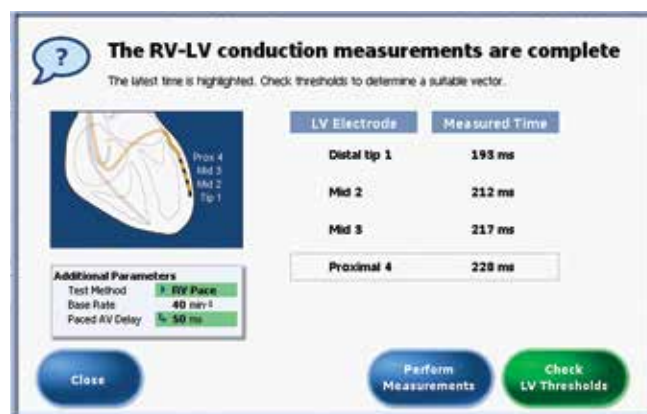 ?
The RV-LV conduction measurements are complete
The latest time is highlighted. Check thresholds to determine a suitable vector.
Prox 4
Mid 3
Mid 2
Tip 1
LV Electrode Measured Time
Distal tip 1 193 ms
Mid 2 212 ms
Mid 3 217 ms
Proximal 4 228 ms
Additional Parameters
Test Method RV Pace
Base Rate 40 min-1
Paced AV Delay 50 ms
Close
Perform
Measurements
Check
LV Thresholds